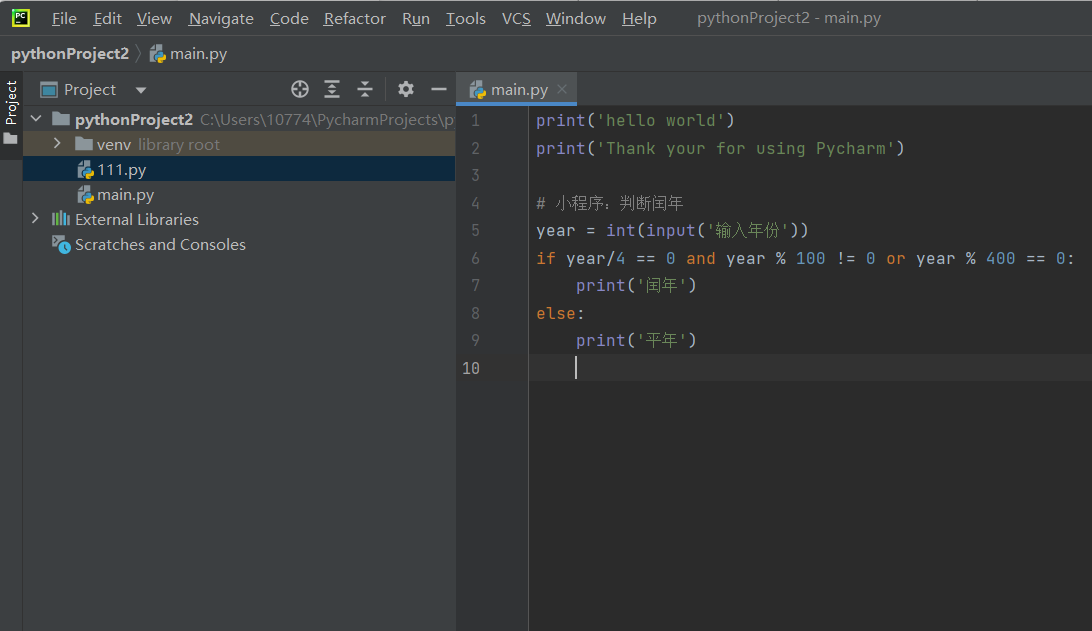 PC File Edit View Navigate Code Refactor Run Tools VCS Window Help pythonProject2 - main.py
pythonProject2 main.py
Project
Project
main.py
pythonProject2 C:\Users\10774\PycharmProjects\p
venv library root
111.py
main.py
External Libraries
Scratches and Consoles
1 print('hello world')
2 print('Thank your for using Pycharm')
3
4 # 小程序：判断闰年
5 year = int(input('输入年份'))
6 if year/4 == 0 and year % 100 != 0 or year % 400 == 0:
7 print('闰年')
8 else:
9 print('平年')
10